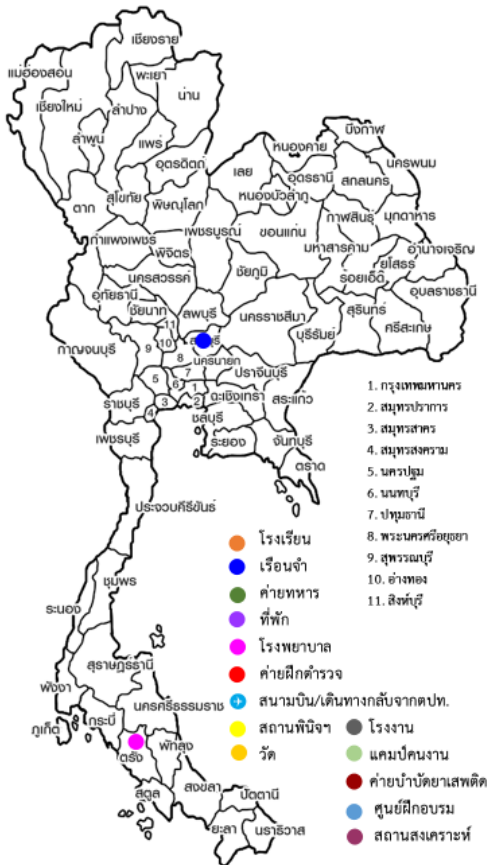 เชียงราย
แม่ฮ่องสอน
พะเยา
เชียงใหม่
ลำปาง
น่าน
ลำพูน
แพร่
บึงกาฬ
หนองคาย
อุตรดิตถ์
เลย
อุดรธานี
นครพนม
สกลนคร
ตาก
สุโขทัย
พิษณุโลก
หนองบัวลำภู
กาฬสินธุ์
มุกดาหาร
กำแพงเพชร
เพชรบูรณ์
ขอนแก่น
พิจิตร
มหาสารคาม
อำนาจเจริญ
ยโสธร
ร้อยเอ็ด
นครสวรรค์
ชัยภูมิ
อุทัยธานี
ชัยนาท
ลพบุรี
นครราชสีมา
บุรีรัมย์
สุรินทร์
ศรีสะเกษ
อุบลราชธานี
11
10
9
กาญจนบุรี
8
นครนายก
7
ปราจีนบุรี
5
6
1
2
3
4
ฉะเชิงเทรา
สระแก้ว
ราชบุรี
ชลบุรี
เพชรบุรี
ระยอง
จันทบุรี
ตราด
1. กรุงเทพมหานคร
2. สมุทรปราการ
3. สมุทรสาคร
4. สมุทรสงคราม
5. นครปฐม
6. นนทบุรี
7. ปทุมธานี
8. พระนครศรีอยุธยา
9. สุพรรณบุรี
10. อ่างทอง
11. สิงห์บุรี
ประจวบคีรีขันธ์
ชุมพร
ระนอง
สุราษฎร์ธานี
พังงา
นครศรีธรรมราช
ภูเก็ต
กระบี่
ตรัง
พัทลุง
สตูล
สงขลา
ปัตตานี
ยะลา
นราธิวาส
โรงเรียน
เรือนจำ
ค่ายทหาร
ที่พัก
โรงพยาบาล
ค่ายฝึกตำรวจ
สนามบิน/เดินทางกลับจากตปท.
สถานพินิจฯ
วัด
โรงงาน
แคมป์คนงาน
ค่ายบำบัดยาเสพติด
ศูนย์ฝึกอบรม
สถานสงเคราะห์